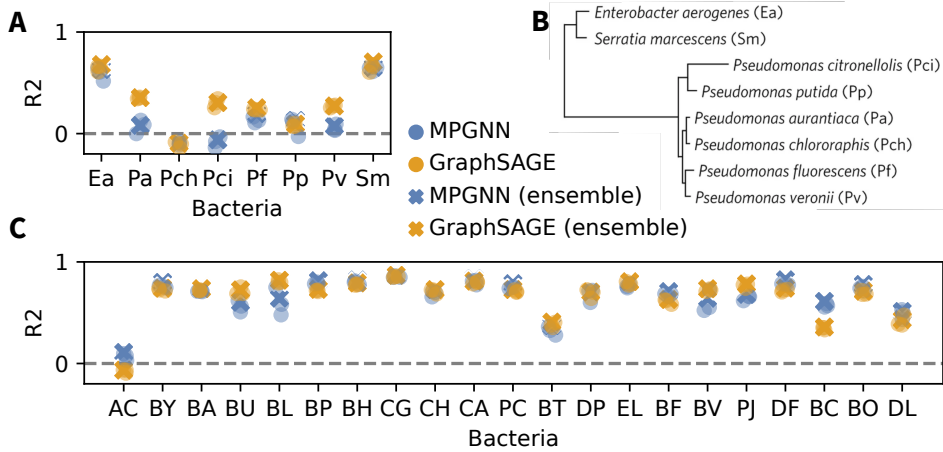 A
1
R2
0
Ea Pa Pch Pci Pf Pp Pv Sm
Bacteria
MPGNN
GraphSAGE
MPGNN (ensemble)
GraphSAGE (ensemble)
B
Enterobacter aerogenes (Ea)
Serratia marcescens (Sm)
Pseudomonas citronellolis (Pci)
Pseudomonas putida (Pp)
Pseudomonas aurantiaca (Pa)
Pseudomonas chlororaphis (Pch)
Pseudomonas fluorescens (Pf)
Pseudomonas veronii (Pv)
C
1
R2
0
AC BY BA BU BL BP BH CG CH CA PC BT DP EL BF BV PJ DF BC BO DL
Bacteria